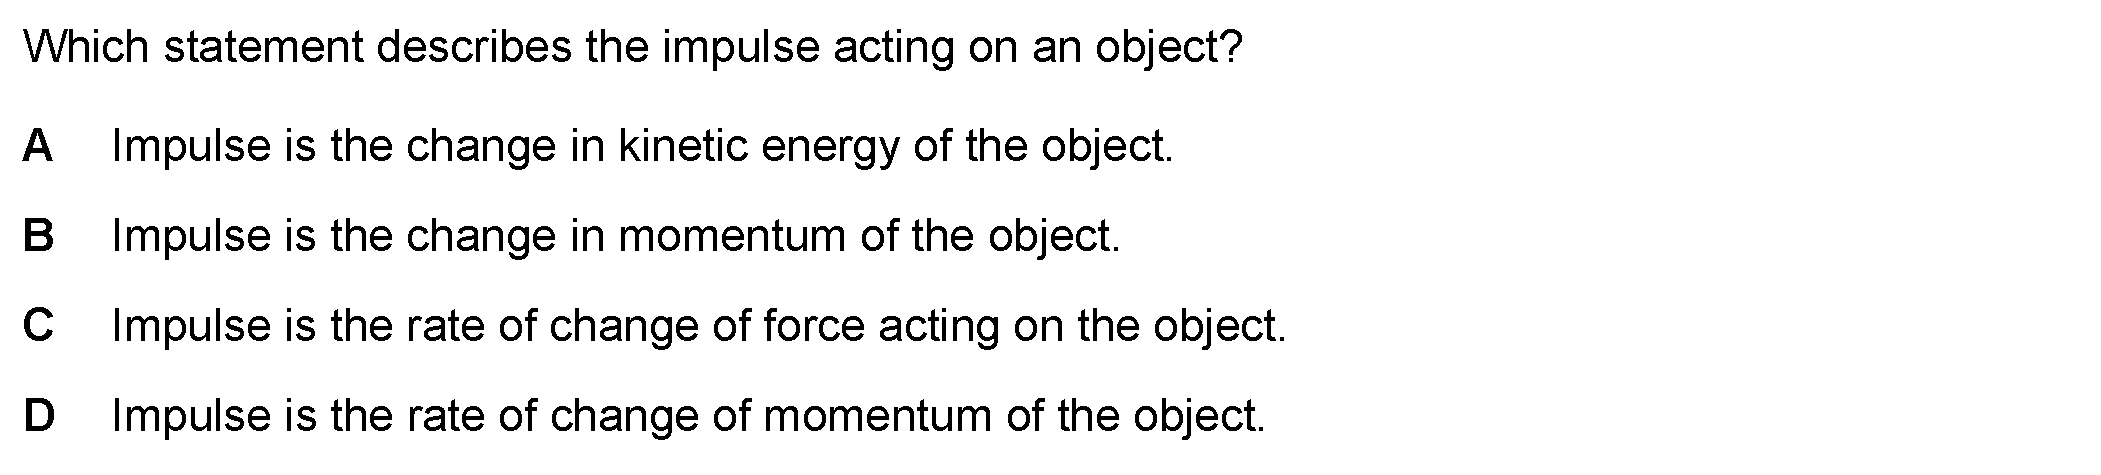 Which statement describes the impulse acting on an object?
A Impulse is the change in kinetic energy of the object.
B Impulse is the change in momentum of the object.
C Impulse is the rate of change of force acting on the object.
D Impulse is the rate of change of momentum of the object.